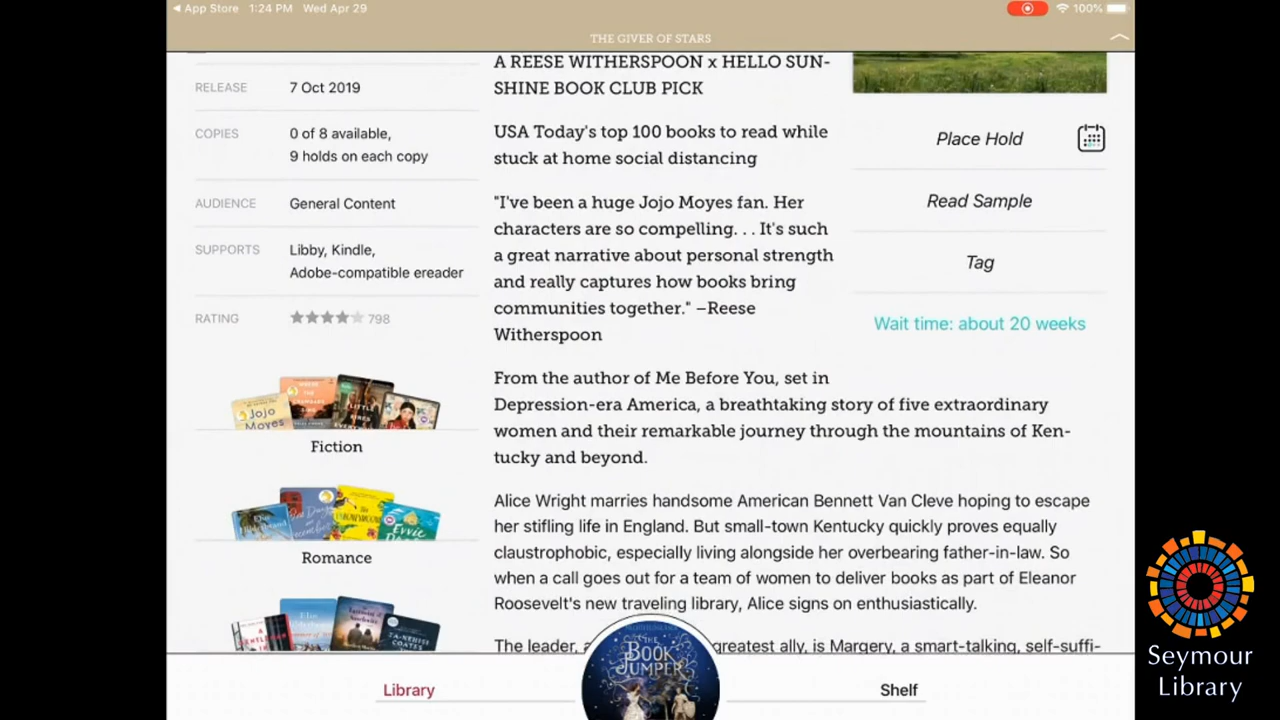 App Store 1:24 PM Wed Apr 29
100%
THE GIVER OF STARS
RELEASE 7 Oct 2019
COPIES 0 of 8 available,
9 holds on each copy
AUDIENCE General Content
SUPPORTS Libby, Kindle,
Adobe-compatible ereader
RATING 798
Jojo
Moyes
LITTLE
Fiction
Romance
A REESE WITHERSPOON x HELLO SUN-
SHINE BOOK CLUB PICK
USA Today's top 100 books to read while
stuck at home social distancing
"I've been a huge Jojo Moyes fan. Her
characters are so compelling. . . It's such
a great narrative about personal strength
and really captures how books bring
communities together." –Reese
Witherspoon
From the author of Me Before You, set in
Depression-era America, a breathtaking story of five extraordinary
women and their remarkable journey through the mountains of Ken-
tucky and beyond.
Alice Wright marries handsome American Bennett Van Cleve hoping to escape
her stifling life in England. But small-town Kentucky quickly proves equally
claustrophobic, especially living alongside her overbearing father-in-law. So
when a call goes out for a team of women to deliver books as part of Eleanor
Roosevelt's new traveling library, Alice signs on enthusiastically.
The leader, greatest ally, is Margery, a smart-talking, self-suffi-
Place Hold
Read Sample
Tag
Wait time: about 20 weeks
THE
BOOK
JUMPER
Library
Shelf
Seymour
Library